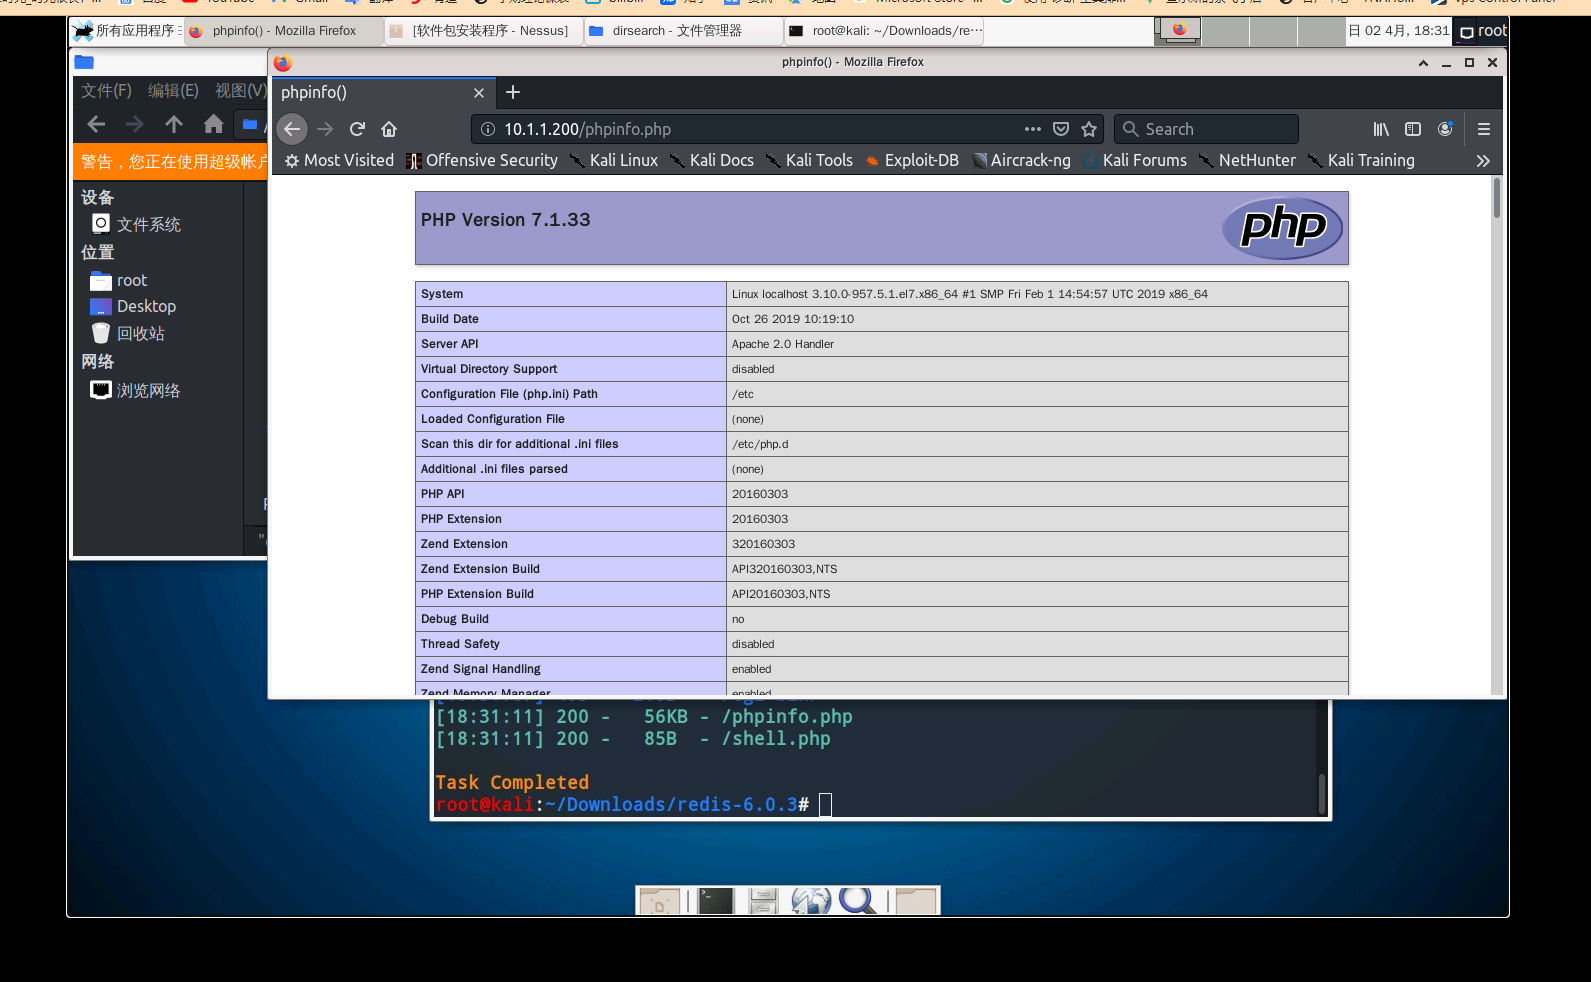 YouTube
Gmail
Microsoft Store
所有应用程序
phpinfo() - Mozilla Firefox
[软件包安装程序 - Nessus]
dirsearch - 文件管理器
root@kali: ~/Downloads/re…
日 02 4月, 18:31
root
phpinfo() - Mozilla Firefox
文件(F) 编辑(E) 视图(V)
phpinfo()
10.1.1.200/phpinfo.php
Search
警告，您正在使用超级帐户
Most Visited Offensive Security Kali Linux Kali Docs Kali Tools Exploit-DB Aircrack-ng Kali Forums NetHunter Kali Training
设备
文件系统
位置
root
Desktop
回收站
网络
浏览网络
PHP Version 7.1.33
php
System Linux localhost 3.10.0-957.5.1.el7.x86_64 #1 SMP Fri Feb 1 14:54:57 UTC 2019 x86_64
Build Date Oct 26 2019 10:19:10
Server API Apache 2.0 Handler
Virtual Directory Support disabled
Configuration File (php.ini) Path /etc
Loaded Configuration File (none)
Scan this dir for additional .ini files /etc/php.d
Additional .ini files parsed (none)
PHP API 20160303
PHP Extension 20160303
Zend Extension 320160303
Zend Extension Build API320160303,NTS
PHP Extension Build API20160303,NTS
Debug Build no
Thread Safety disabled
Zend Signal Handling enabled
Zend Memory Manager enabled
[18:31:11] 200 - 56KB - /phpinfo.php
[18:31:11] 200 - 85B - /shell.php
Task Completed
root@kali:~/Downloads/redis-6.0.3#